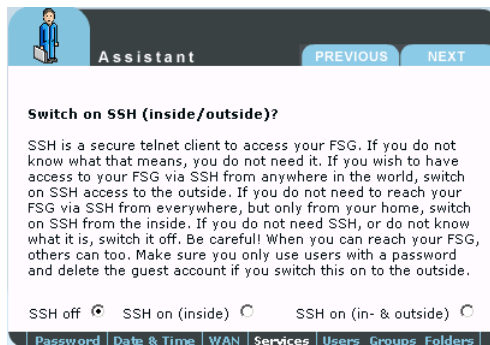 Assistant
PREVIOUS NEXT
Switch on SSH (inside/outside)?
SSH is a secure telnet client to access your FSG. If you do not
know what that means, you do not need it. If you wish to have
access to your FSG via SSH from anywhere in the world, switch
on SSH access to the outside. If you do not need to reach your
FSG via SSH from everywhere, but only from your home, switch
on SSH from the inside. If you do not need SSH, or do not know
what it is, switch it off. Be careful! When you can reach your FSG,
others can too. Make sure you only use users with a password
and delete the guest account if you switch this on to the outside.
SSH off SSH on (inside) SSH on (in- & outside)
Password Date & Time WAN Services Users Groups Folders